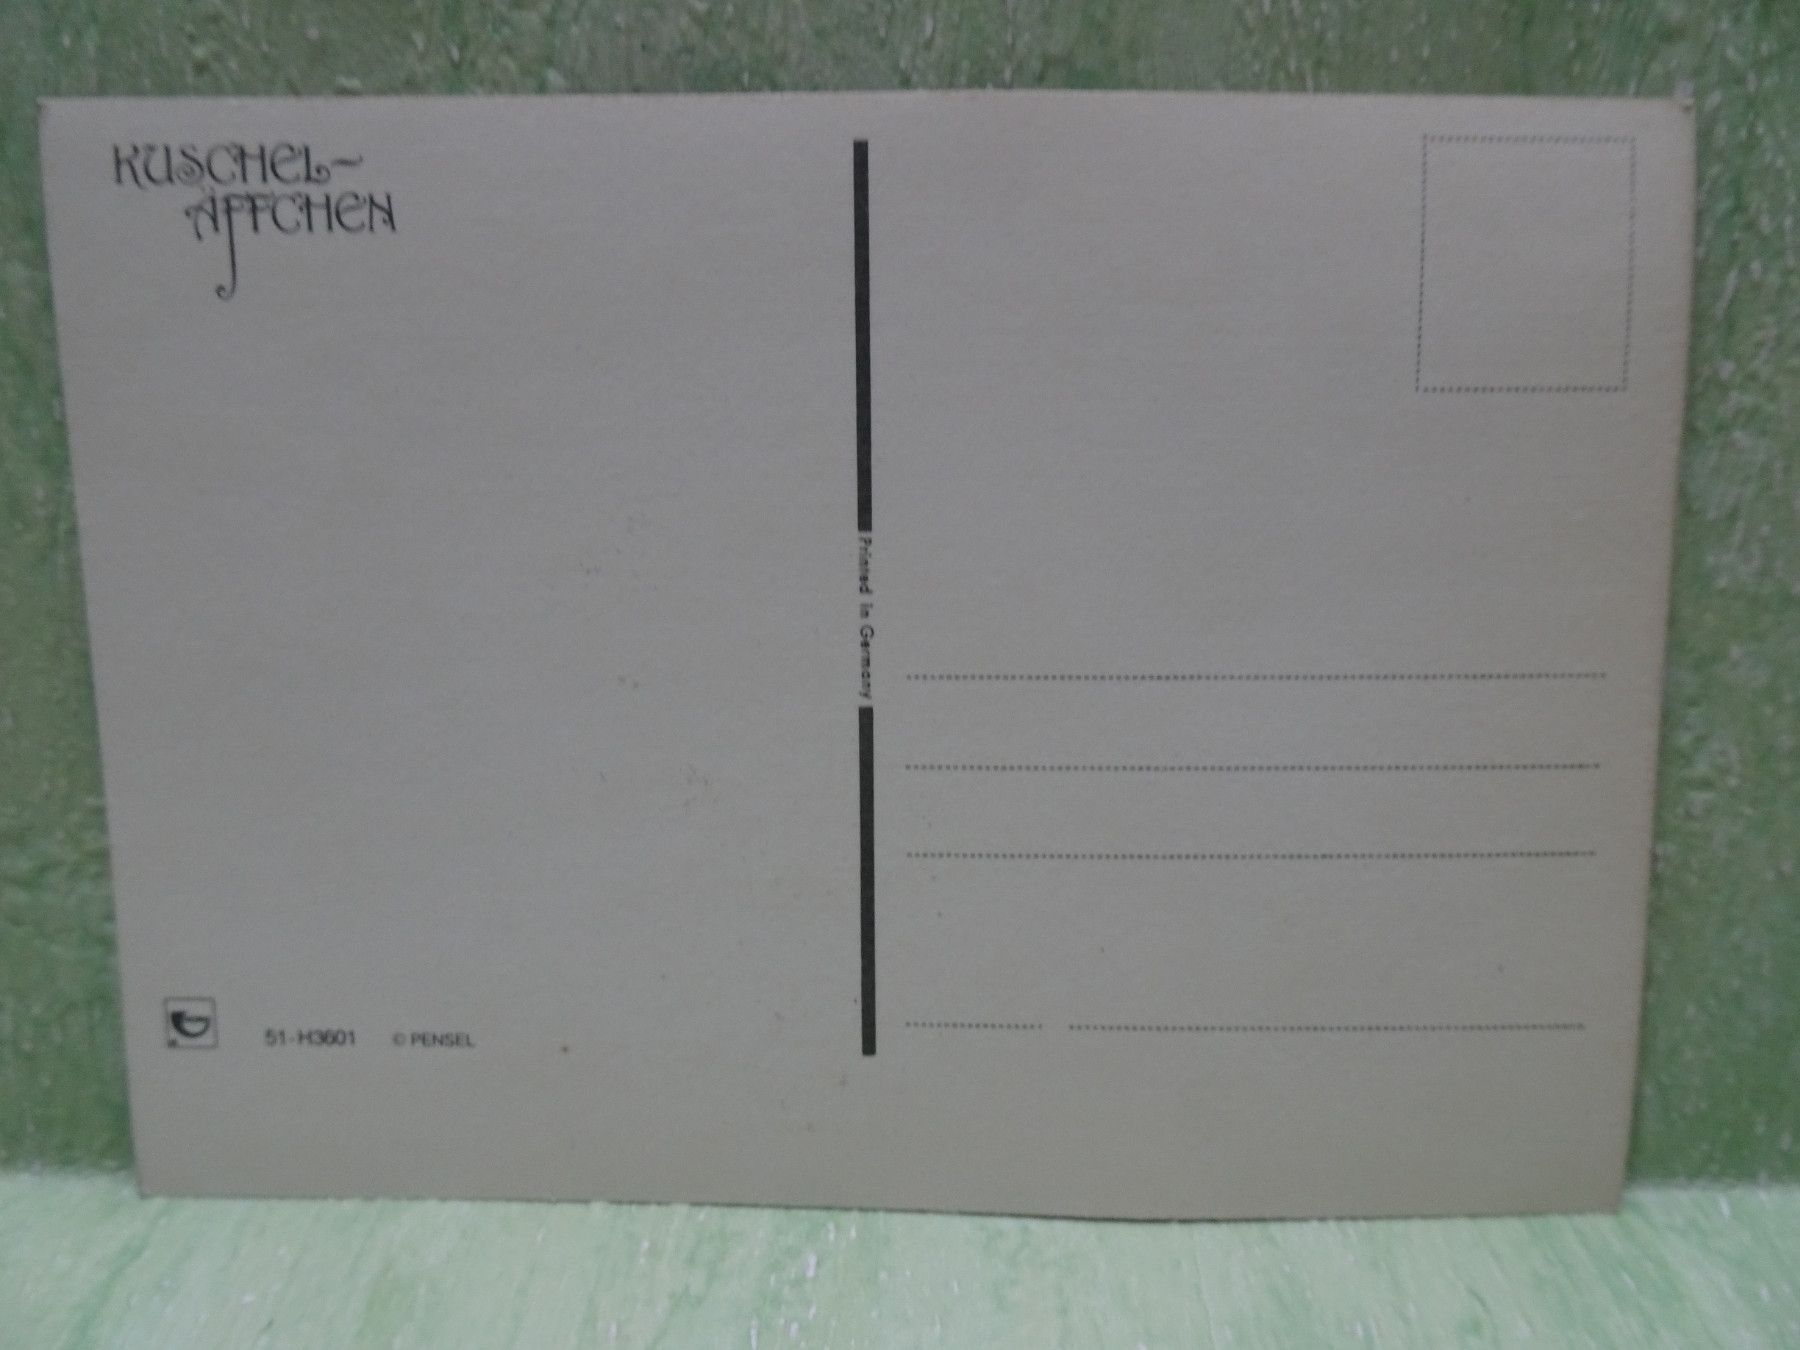 KUSCHEL-
ÄFFCHEN
Printed in Germany
51-H3601 © PENSEL